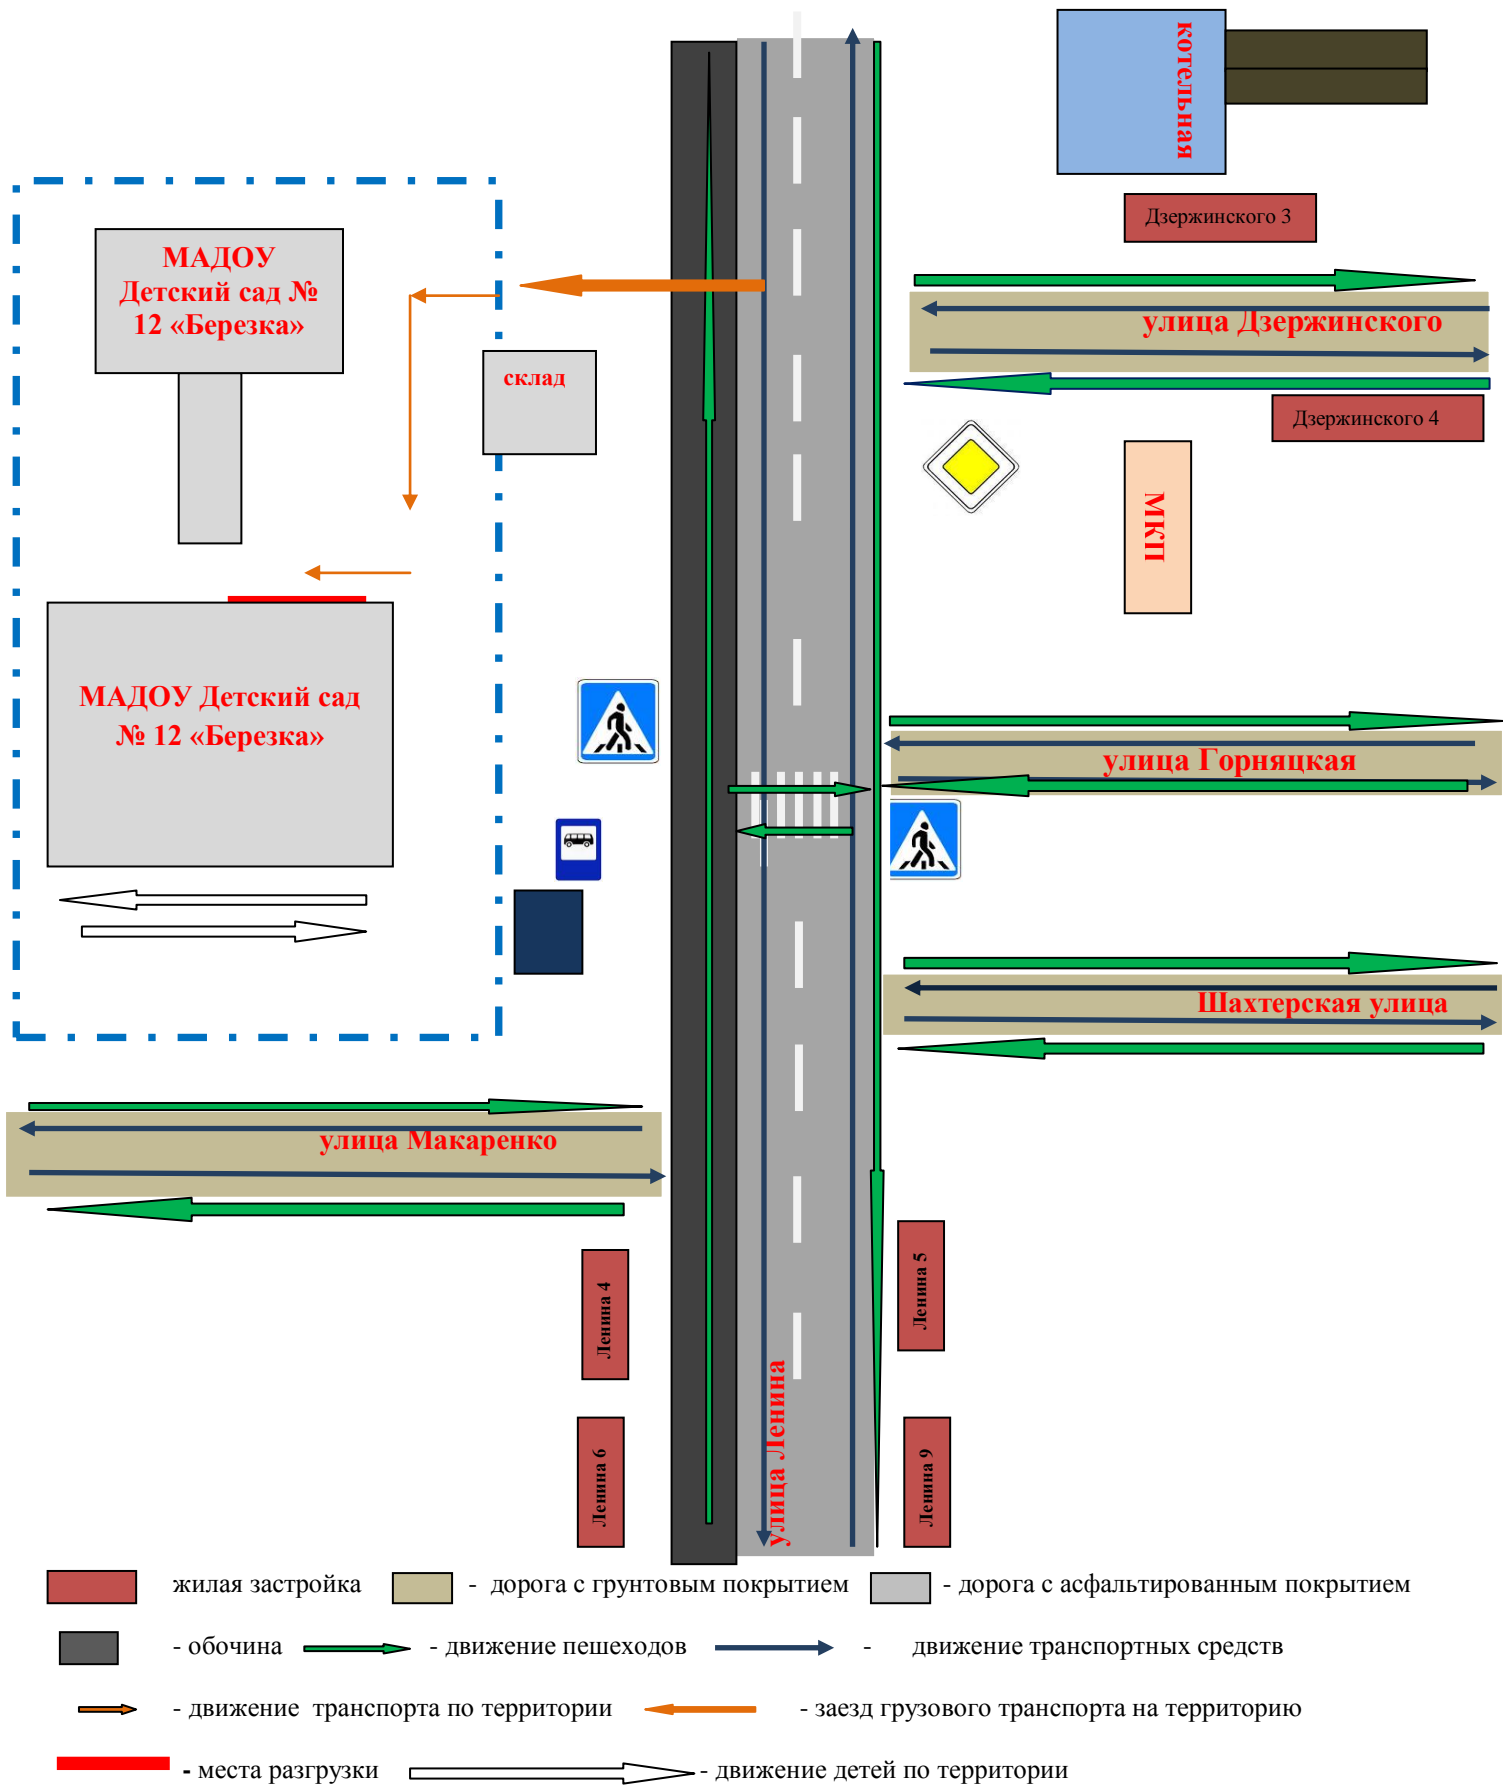 котельная
Дзержинского 3
МАДОУ
Детский сад №
12 «Березка»
улица Дзержинского
склад
Дзержинского 4
МКП
МАДОУ Детский сад
№ 12 «Березка»
улица Горняцкая
Шахтерская улица
улица Макаренко
Ленина 4
Ленина 5
улица Ленина
Ленина 6
Ленина 9
жилая застройка - дорога с грунтовым покрытием - дорога с асфальтированным покрытием
- обочина - движение пешеходов - движение транспортных средств
- движение транспорта по территории - заезд грузового транспорта на территорию
- места разгрузки - движение детей по территории